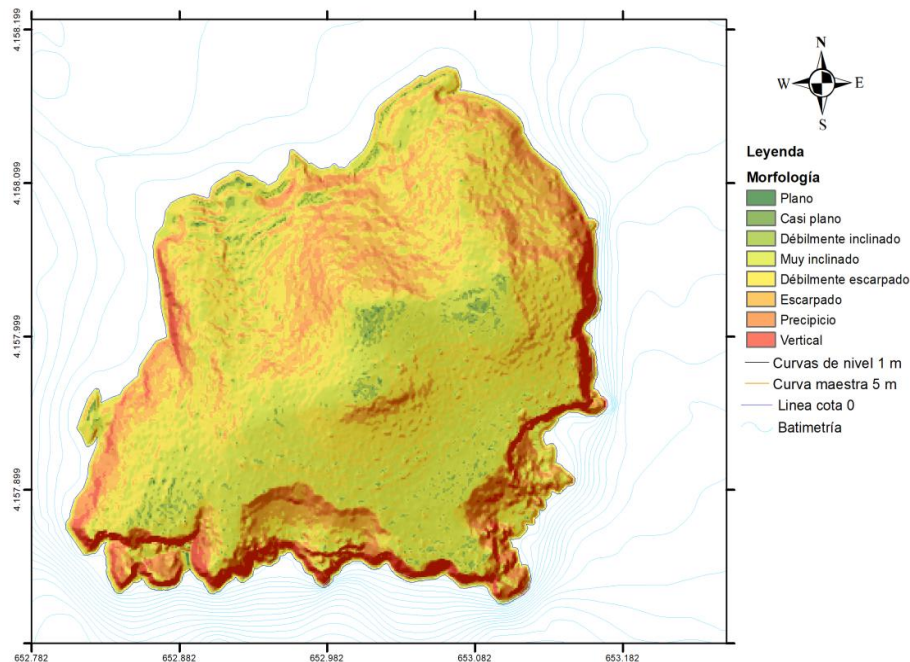 4.158.199
4.158.099
4.157.999
4.157.899
652.782
652.882
652.982
653.082
653.182
N
W
E
S
Leyenda
Morfología
Plano
Casi plano
Débilmente inclinado
Muy inclinado
Débilmente escarpado
Escarpado
Precipicio
Vertical
Curvas de nivel 1 m
Curva maestra 5 m
Linea cota 0
Batimetría